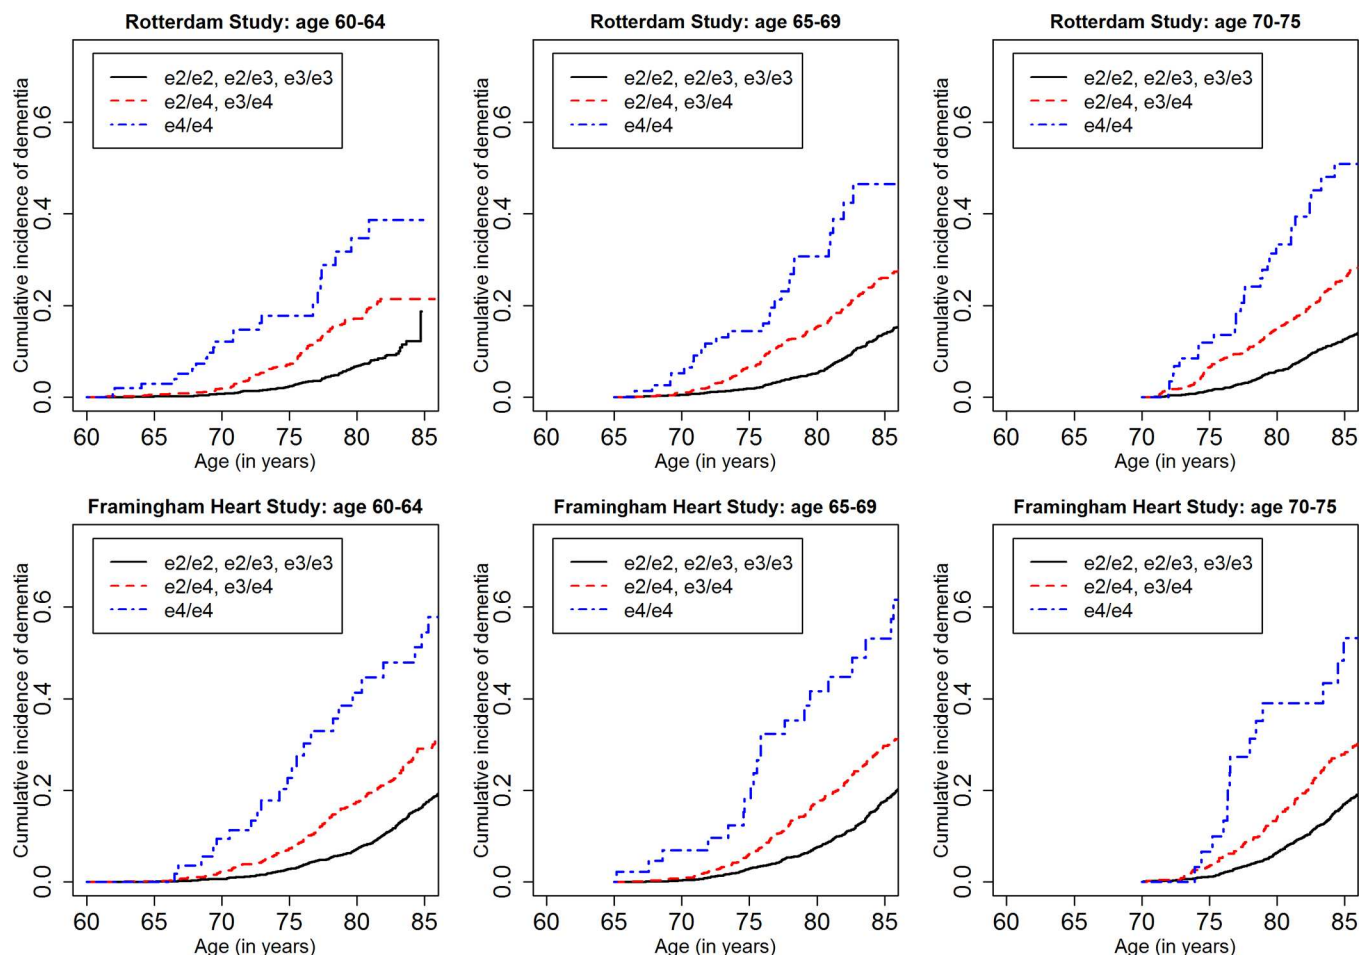 Rotterdam Study: age 60-64
e2/e2, e2/e3, e3/e3
e2/e4, e3/e4
e4/e4
Cumulative incidence of dementia
0.0 0.2 0.4 0.6
60 65 70 75 80 85
Age (in years)
Rotterdam Study: age 65-69
e2/e2, e2/e3, e3/e3
e2/e4, e3/e4
e4/e4
Cumulative incidence of dementia
0.0 0.2 0.4 0.6
60 65 70 75 80 85
Age (in years)
Rotterdam Study: age 70-75
e2/e2, e2/e3, e3/e3
e2/e4, e3/e4
e4/e4
Cumulative incidence of dementia
0.0 0.2 0.4 0.6
60 65 70 75 80 85
Age (in years)
Framingham Heart Study: age 60-64
e2/e2, e2/e3, e3/e3
e2/e4, e3/e4
e4/e4
Cumulative incidence of dementia
0.0 0.2 0.4 0.6
60 65 70 75 80 85
Age (in years)
Framingham Heart Study: age 65-69
e2/e2, e2/e3, e3/e3
e2/e4, e3/e4
e4/e4
Cumulative incidence of dementia
0.0 0.2 0.4 0.6
60 65 70 75 80 85
Age (in years)
Framingham Heart Study: age 70-75
e2/e2, e2/e3, e3/e3
e2/e4, e3/e4
e4/e4
Cumulative incidence of dementia
0.0 0.2 0.4 0.6
60 65 70 75 80 85
Age (in years)